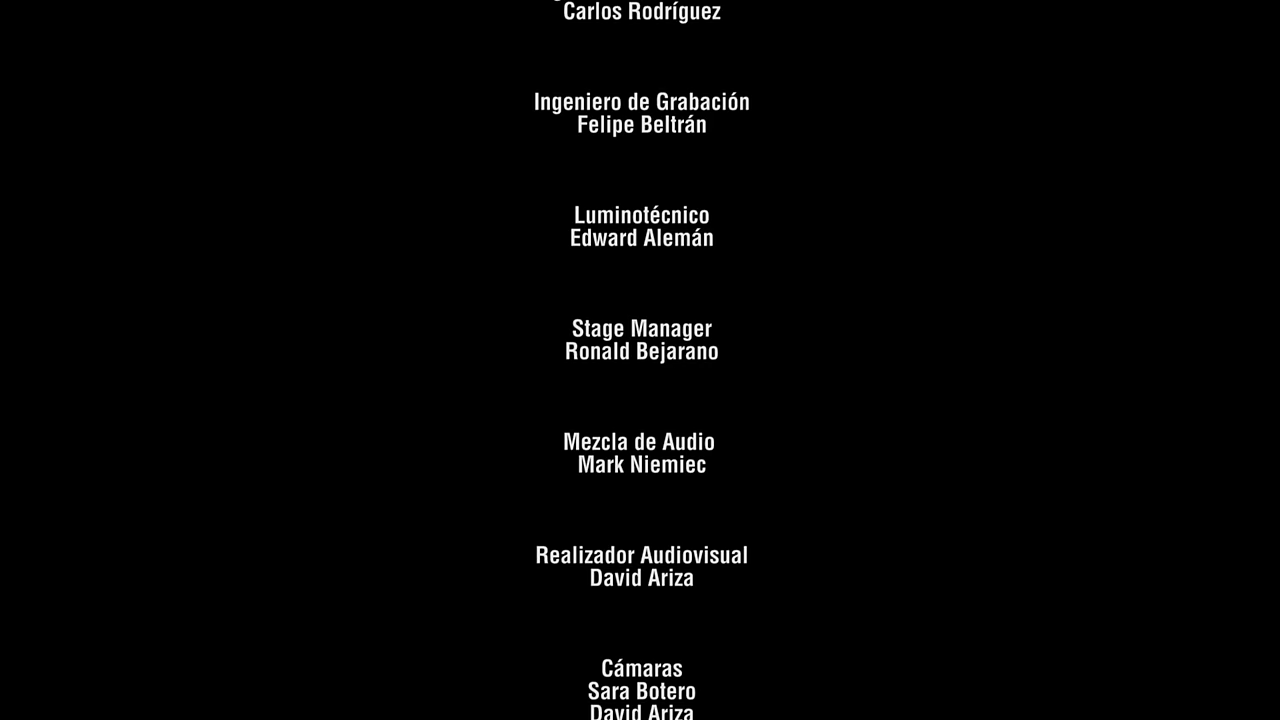 Carlos Rodríguez
Ingeniero de Grabación
Felipe Beltrán
Luminotécnico
Edward Alemán
Stage Manager
Ronald Bejarano
Mezcla de Audio
Mark Niemiec
Realizador Audiovisual
David Ariza
Cámaras
Sara Botero
David Ariza